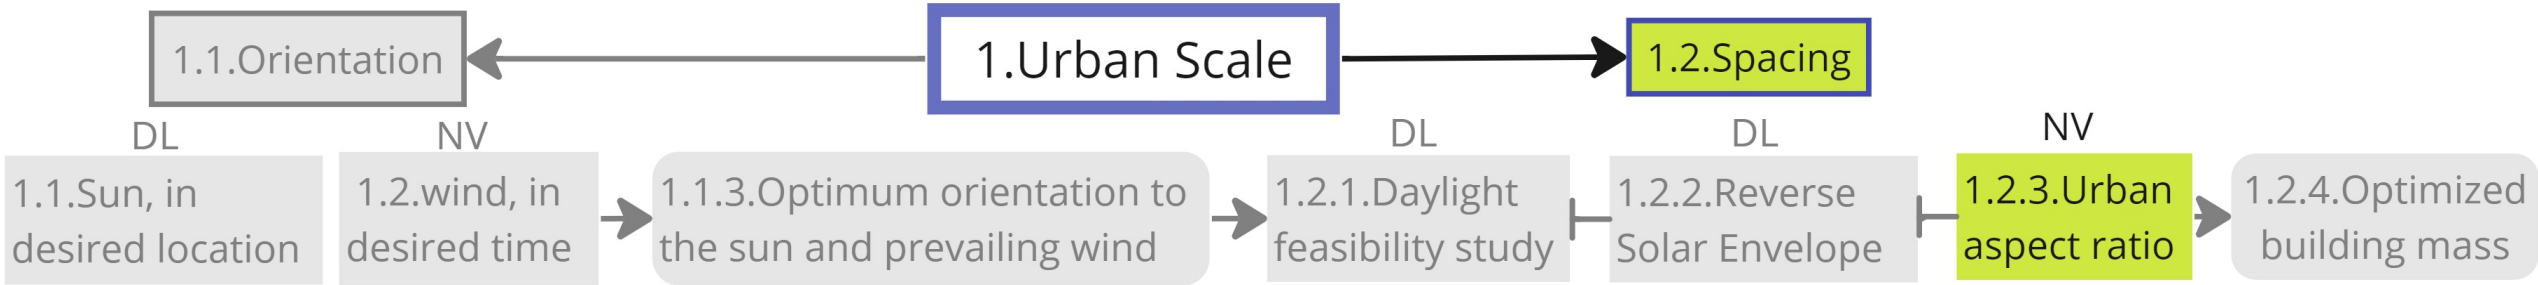 1.1.Orientation
1.Urban Scale
1.2.Spacing
DL
NV
DL
DL
NV
1.1.Sun, in
desired location
1.2.wind, in
desired time
1.1.3.Optimum orientation to
the sun and prevailing wind
1.2.1.Daylight
feasibility study
1.2.2.Reverse
Solar Envelope
1.2.3.Urban
aspect ratio
1.2.4.Optimized
building mass